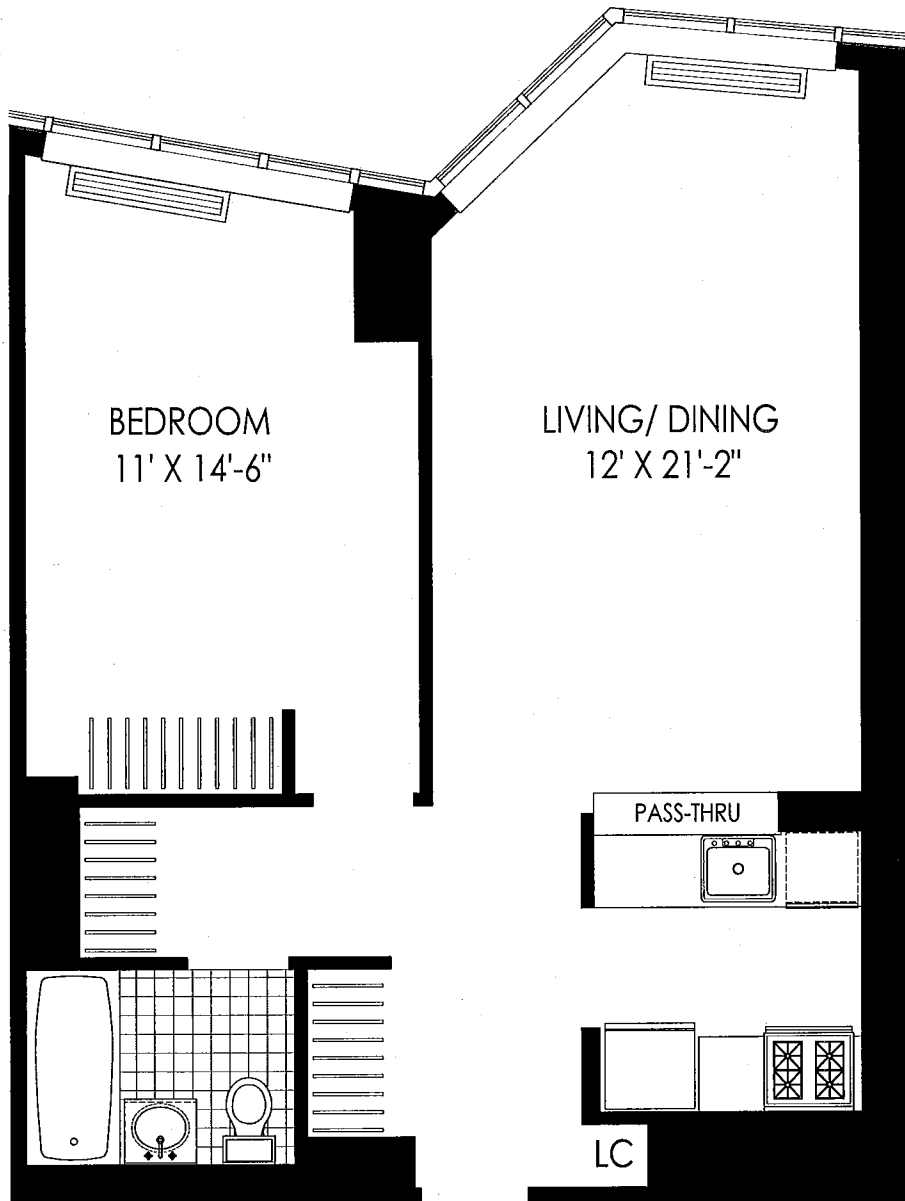 BEDROOM
11' X 14'-6"
LIVING/ DINING
12' X 21'-2"
PASS-THRU
LC